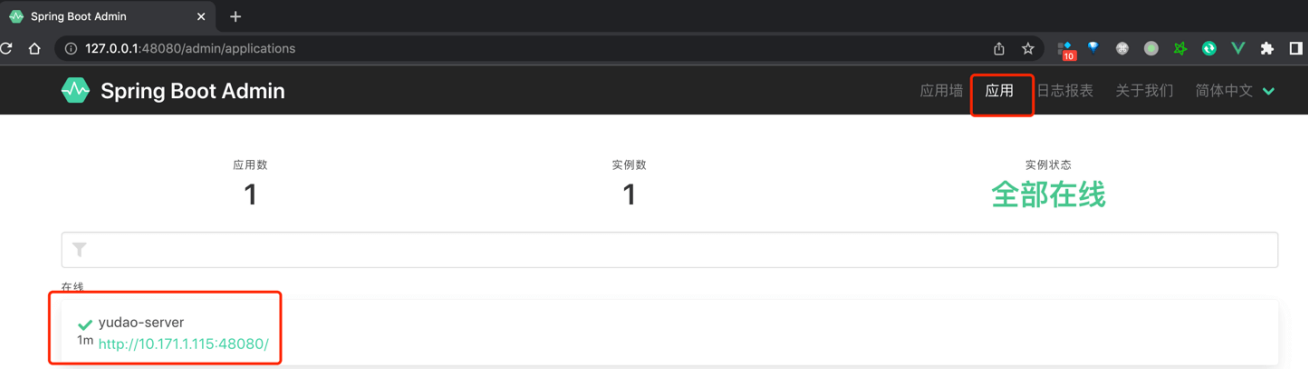 Spring Boot Admin
127.0.0.1:48080/admin/applications
10
Spring Boot Admin
应用墙 应用 日志报表 关于我们 简体中文
应用数 实例数 实例状态
1 1 全部在线
在线
yudao-server
1m http://10.171.1.115:48080/